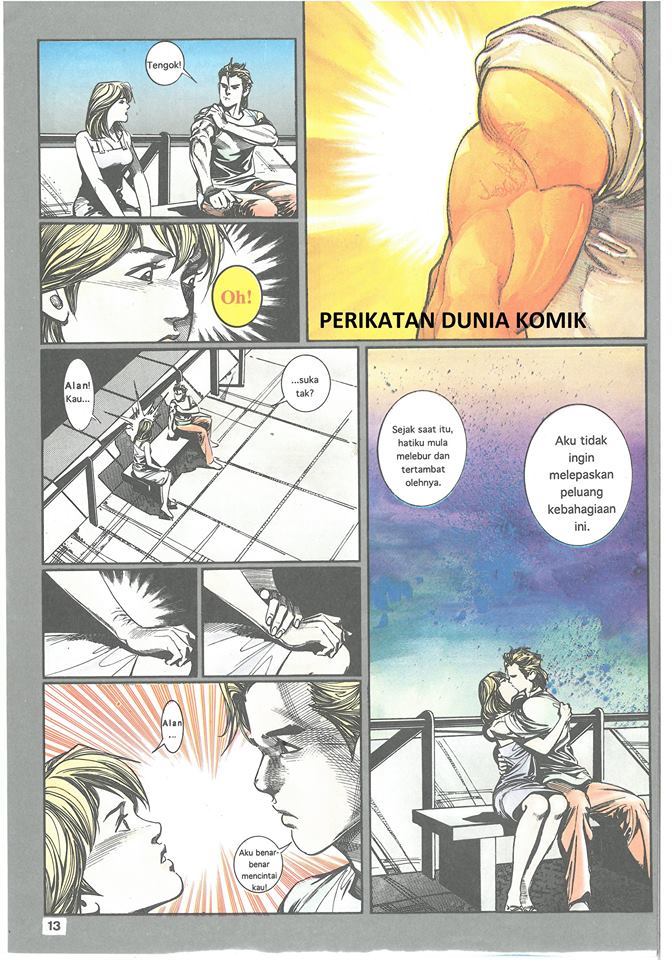 Tengok!
PERIKATAN DUNIA KOMIK
Oh!
Alan!
Kau...
...suka
tak?
Alan
...
Aku benar-
benar
mencintai
kau!
Sejak saat itu,
hatiku mula
melebur dan
tertambat
olehnya.
Aku tidak
ingin
melepaskan
peluang
kebahagiaan
ini.
13